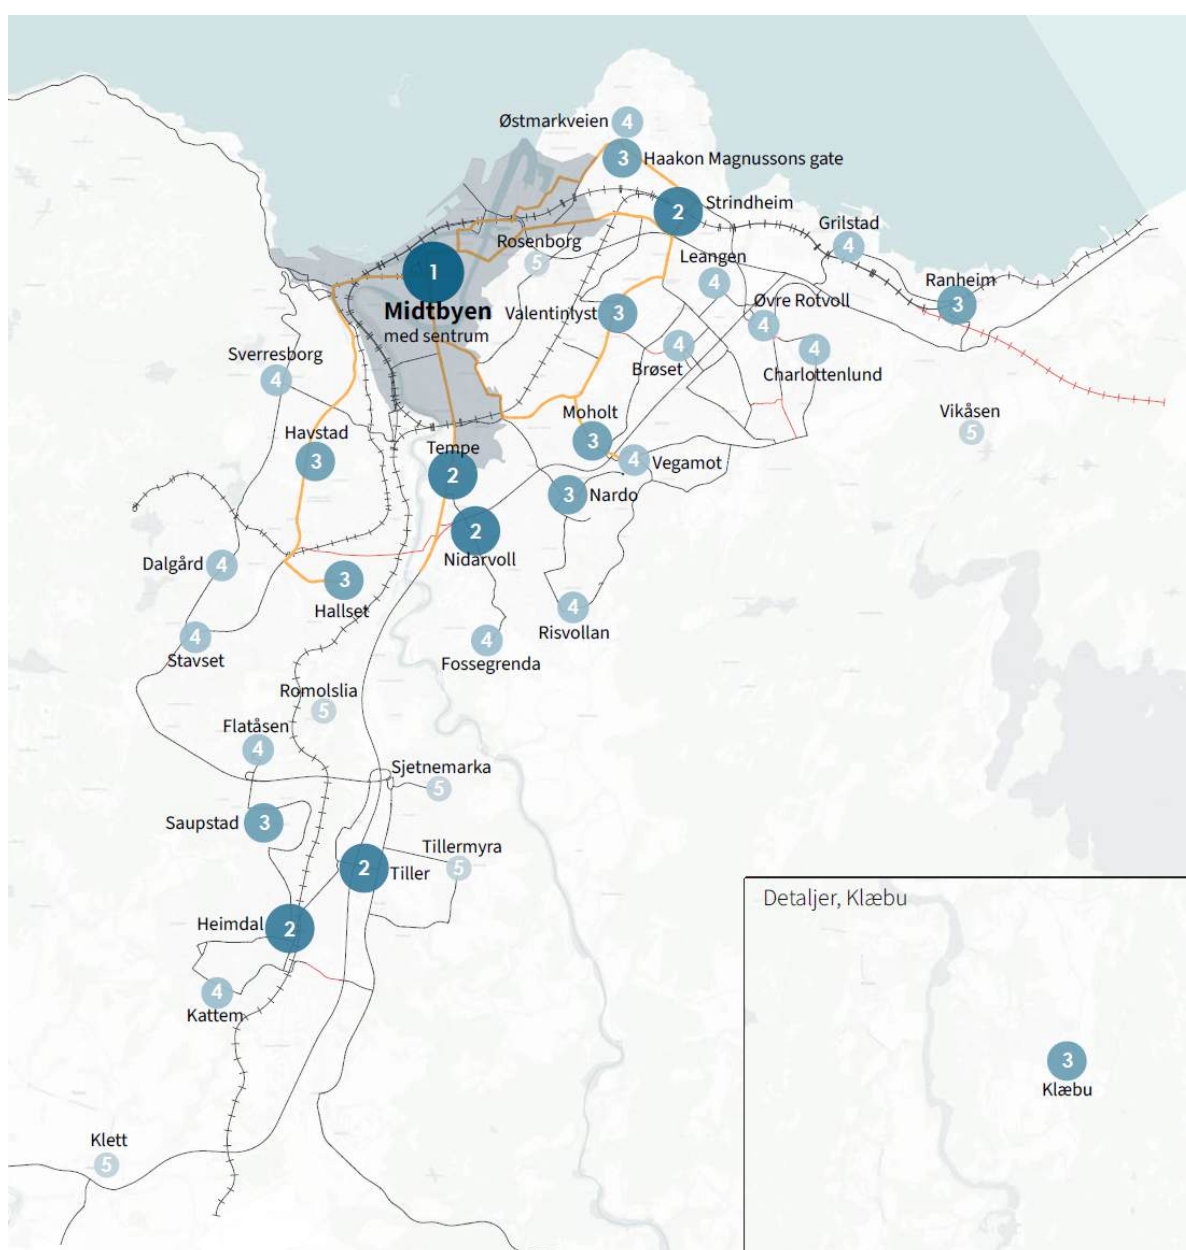 Østmarkveien
4
3
Haakon Magnussons gate
2
Strindheim
Grilstad
4
Rosenborg
5
Leangen
4
Ranheim
3
1
Midtbyen
med sentrum
Valentinlyst
3
Øvre Rotvoll
4
Brøset
4
4
Charlottenlund
Sverresborg
4
Vikåsen
5
Havstad
3
Moholt
3
4
Vegamot
Tempe
2
3
Nardo
2
Nidarvoll
Dalgård
4
3
Hallset
4
Risvollan
4
Stavset
4
Fossegrenda
Romolslia
5
Flatåsen
4
Sjetnemarka
5
Saupstad
3
Tillermyra
5
2
Tiller
Heimdal
2
4
Kattem
Klett
5
Detaljer, Klæbu
3
Klæbu